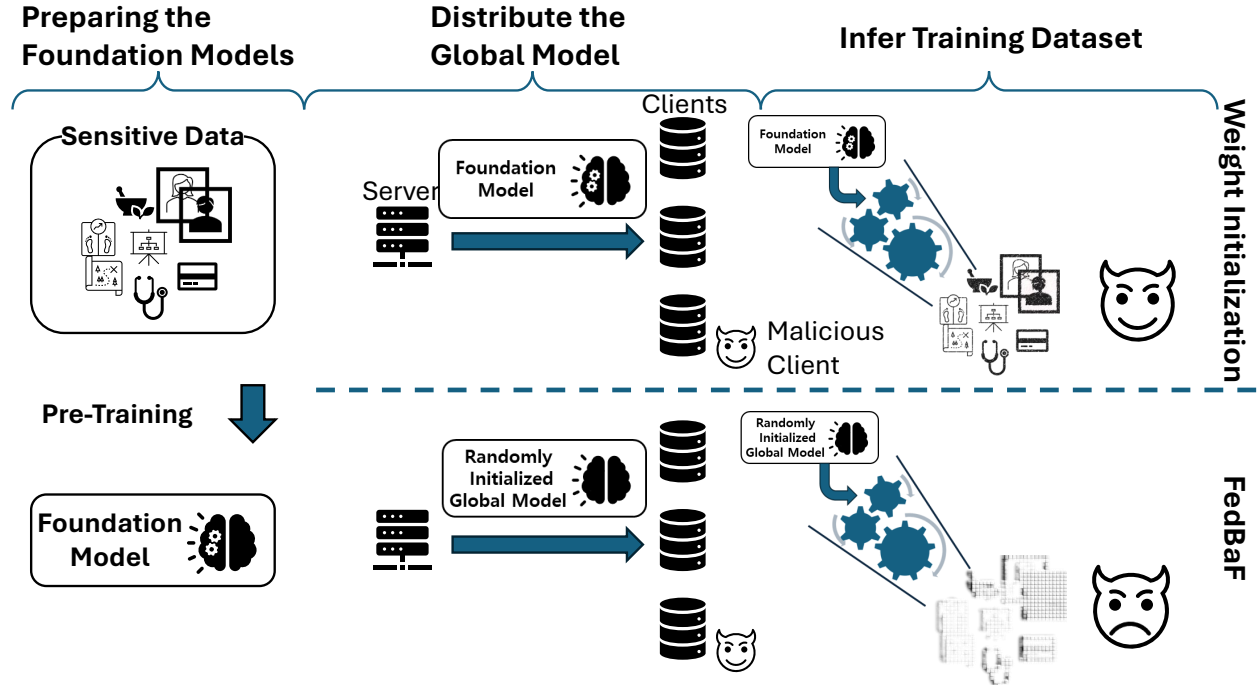 Preparing the
Foundation Models
Distribute the
Global Model
Infer Training Dataset
Sensitive Data
Server
Foundation
Model
Clients
Malicious
Client
Foundation
Model
Weight Initialization
Pre-Training
Foundation
Model
Randomly
Initialized
Global Model
Randomly
Initialized
Global Model
FedBaF